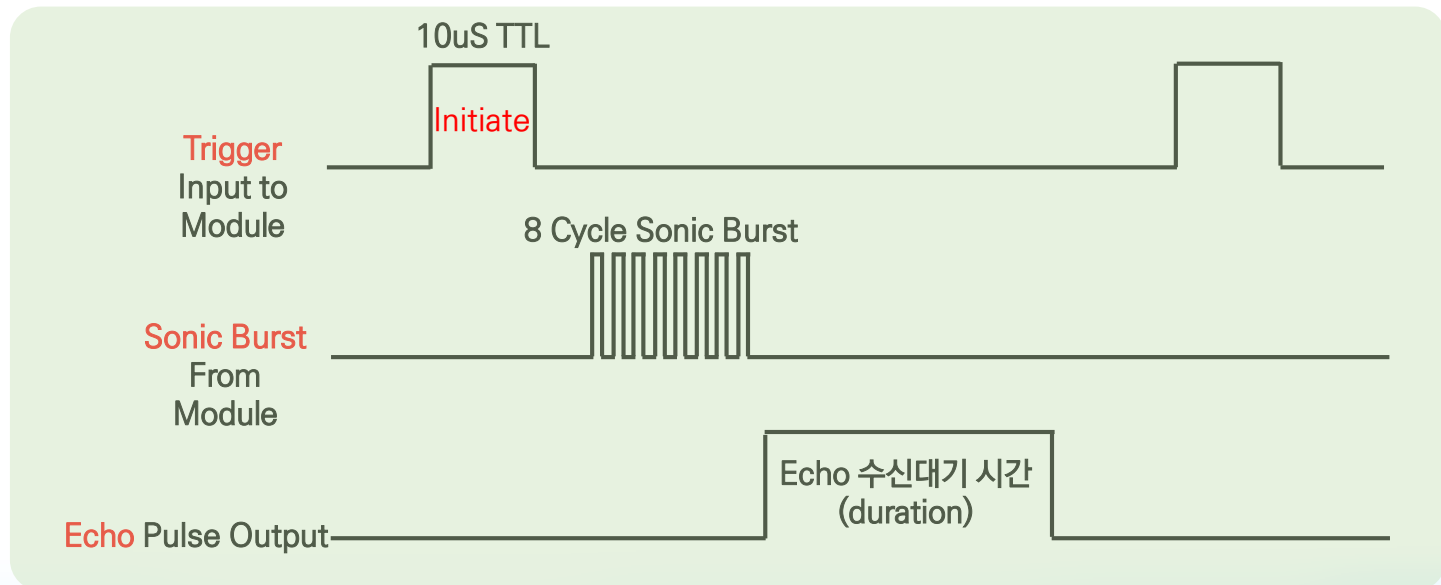 10uS TTL
Initiate
Trigger
Input to
Module
8 Cycle Sonic Burst
Sonic Burst
From
Module
Echo 수신대기 시간
(duration)
Echo Pulse Output